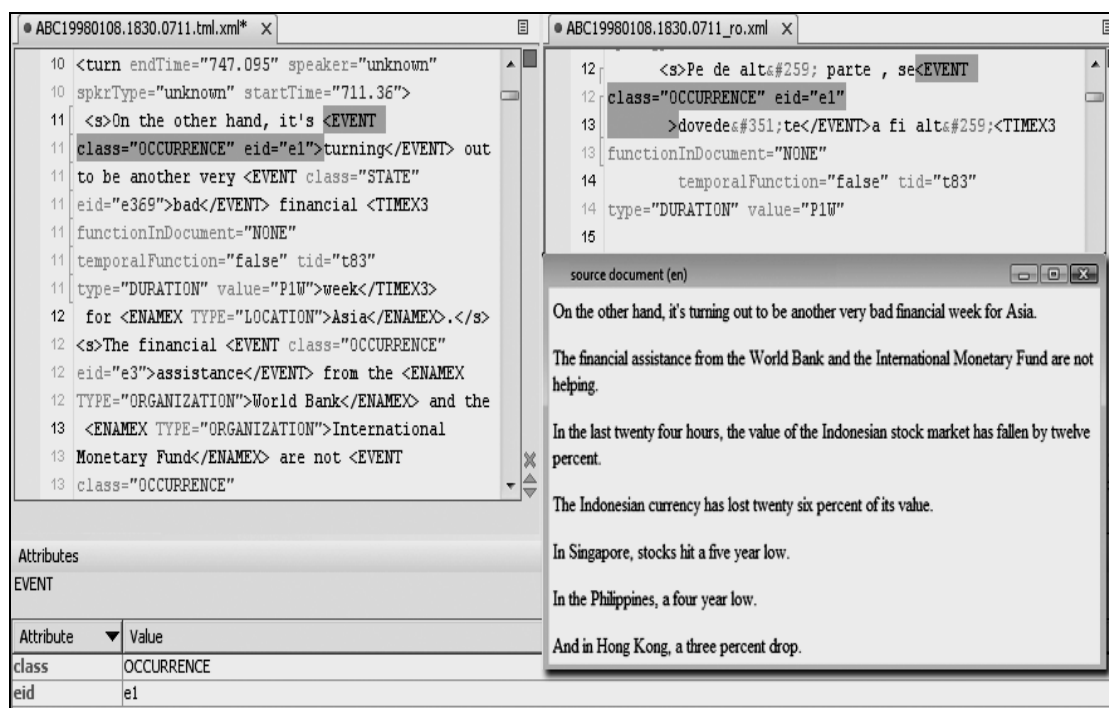 ABC19980108.1830.0711.tml.xml* X
10 <turn endTime="747.095" speaker="unknown"
10 spkrType="unknown" startTime="711.36">
11 <s>On the other hand, it's <EVENT
11 class="OCCURRENCE" eid="e1">turning</EVENT> out
11 to be another very <EVENT class="STATE"
11 eid="e369">bad</EVENT> financial <TIMEX3
11 functionInDocument="NONE"
11 temporalFunction="false" tid="t83"
11 type="DURATION" value="P1W">week</TIMEX3>
12 for <ENAMEX TYPE="LOCATION">Asia</ENAMEX>.</s>
12 <s>The financial <EVENT class="OCCURRENCE"
12 eid="e3">assistance</EVENT> from the <ENAMEX
12 TYPE="ORGANIZATION">World Bank</ENAMEX> and the
13 <ENAMEX TYPE="ORGANIZATION">International
13 Monetary Fund</ENAMEX> are not <EVENT
13 class="OCCURRENCE"
ABC19980108.1830.0711_ro.xml X
12 <s>Pe de alt&#259; parte , se<EVENT
12 class="OCCURRENCE" eid="e1"
13 >dovede&#351;te</EVENT>a fi alt&#259;<TIMEX3
13 functionInDocument="NONE"
14 temporalFunction="false" tid="t83"
14 type="DURATION" value="P1W"
15
source document (en)
On the other hand, it's turning out to be another very bad financial week for Asia.
The financial assistance from the World Bank and the International Monetary Fund are not
helping.
In the last twenty four hours, the value of the Indonesian stock market has fallen by twelve
percent.
The Indonesian currency has lost twenty six percent of its value.
In Singapore, stocks hit a five year low.
In the Philippines, a four year low.
And in Hong Kong, a three percent drop.
Attributes
EVENT
Attribute Value
class OCCURRENCE
eid e1